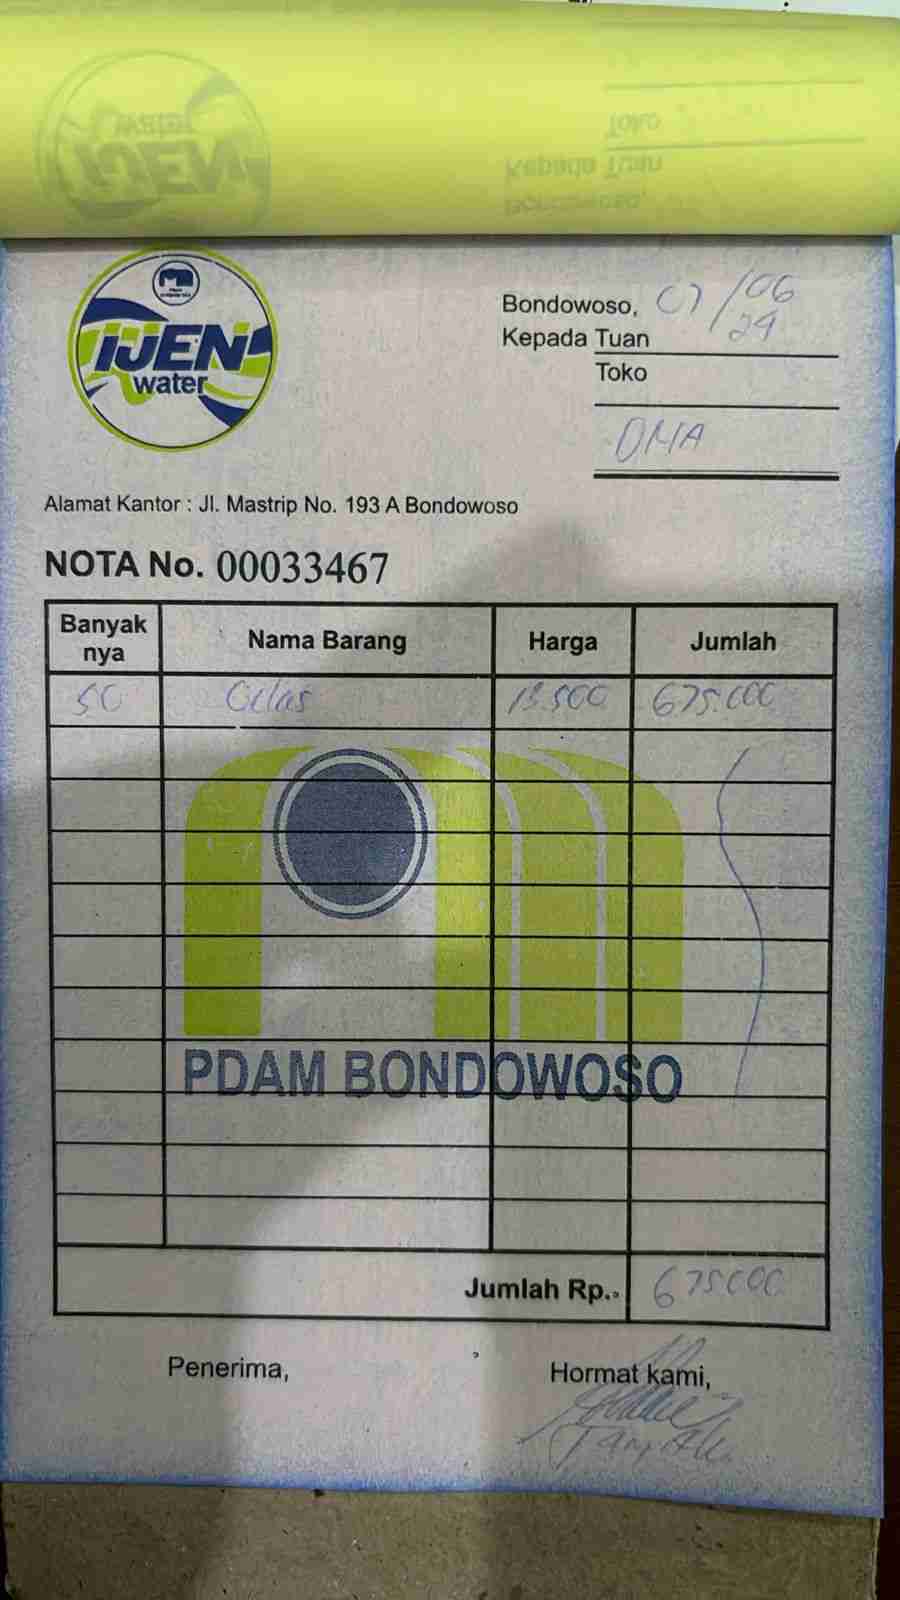 IJEN
water
Bondowoso, 07/06
24
Kepada Tuan
Toko
DMA
Alamat Kantor : Jl. Mastrip No. 193 A Bondowoso
NOTA No. 00033467
Banyak nya Nama Barang Harga Jumlah
50 Gelas 13.500 675.000
PDAM BONDOWOSO
Jumlah Rp. 675000
Penerima, Hormat kami,